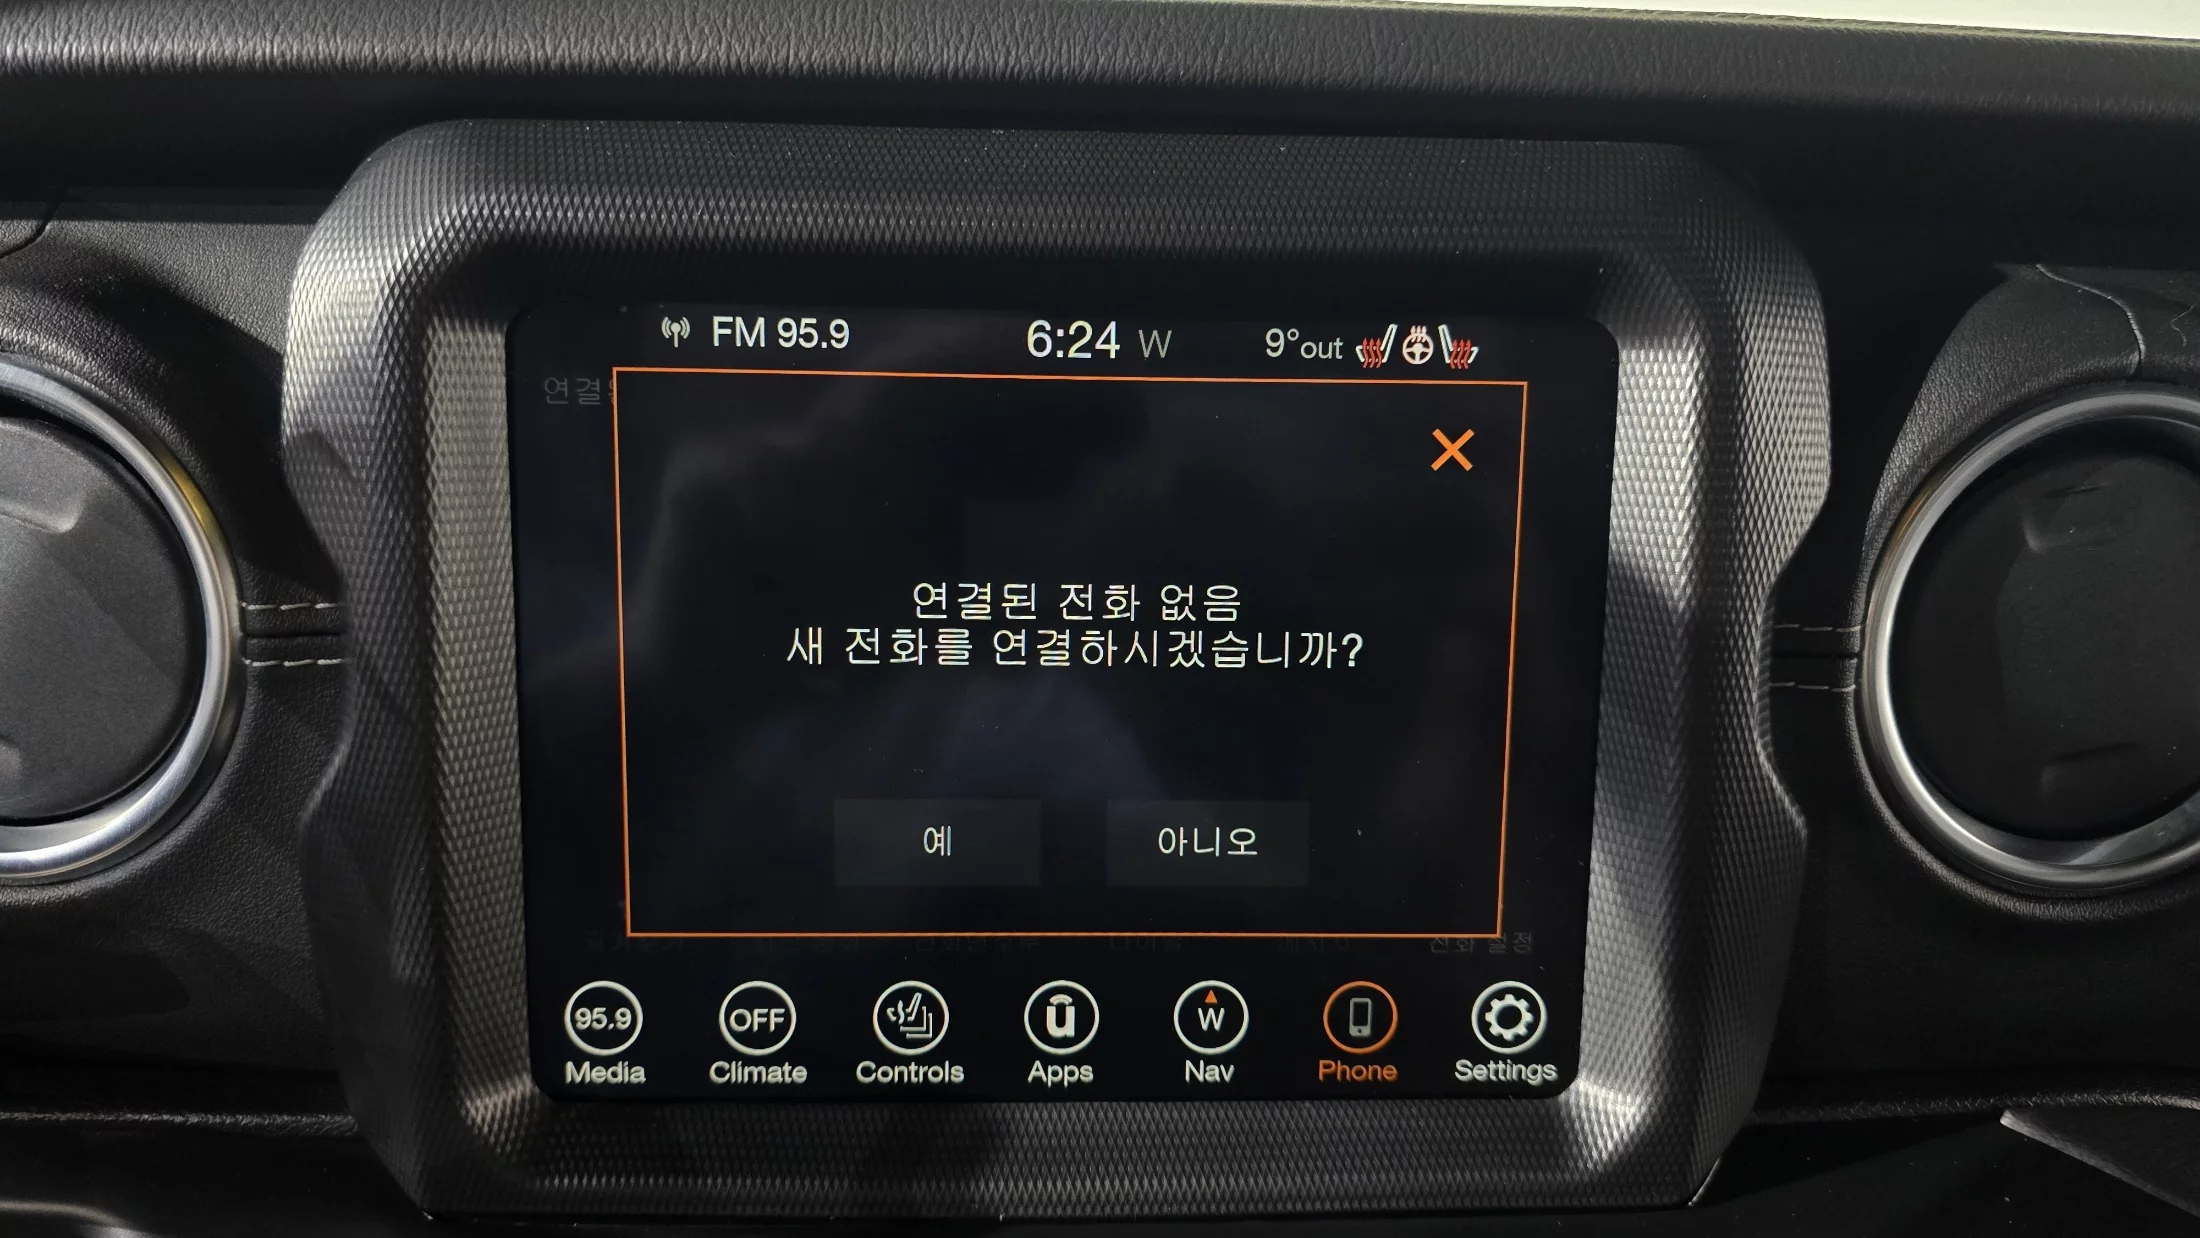 FM 95.9
6:24 W
9°out
연결된 전화 없음
새 전화를 연결하시겠습니까?
예
아니오
95.9
OFF
W
Media
Climate
Controls
Apps
Nav
Phone
Settings